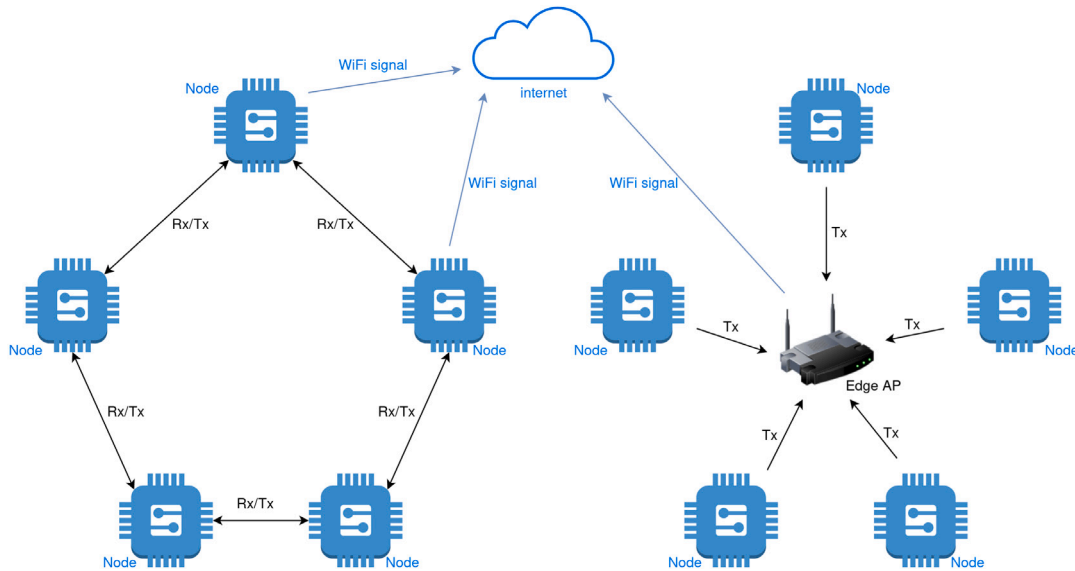 WiFi signal
internet
Node
Node
WiFi signal
WiFi signal
Rx/Tx
Rx/Tx
Tx
Node
Node
Node
Node
Tx
Tx
Edge AP
Rx/Tx
Rx/Tx
Tx
Tx
Rx/Tx
Node
Node
Node
Node